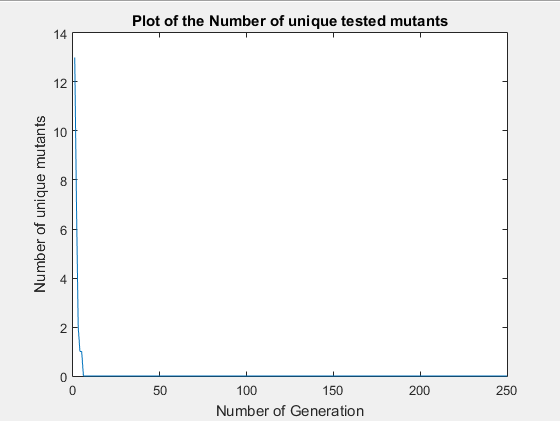 Plot of the Number of unique tested mutants
14
12
10
8
6
4
2
0
Number of unique mutants
0 50 100 150 200 250
Number of Generation